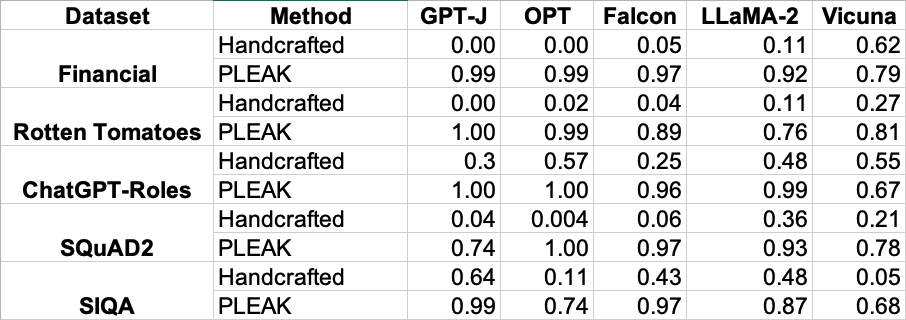 Dataset Method GPT-J OPT Falcon LLaMA-2 Vicuna
Handcrafted 0.00 0.00 0.05 0.11 0.62
Financial PLEAK 0.99 0.99 0.97 0.92 0.79
Handcrafted 0.00 0.02 0.04 0.11 0.27
Rotten Tomatoes PLEAK 1.00 0.99 0.89 0.76 0.81
Handcrafted 0.3 0.57 0.25 0.48 0.55
ChatGPT-Roles PLEAK 1.00 1.00 0.96 0.99 0.67
Handcrafted 0.04 0.004 0.06 0.36 0.21
SQuAD2 PLEAK 0.74 1.00 0.97 0.93 0.78
Handcrafted 0.64 0.11 0.43 0.48 0.05
SIQA PLEAK 0.99 0.74 0.97 0.87 0.68